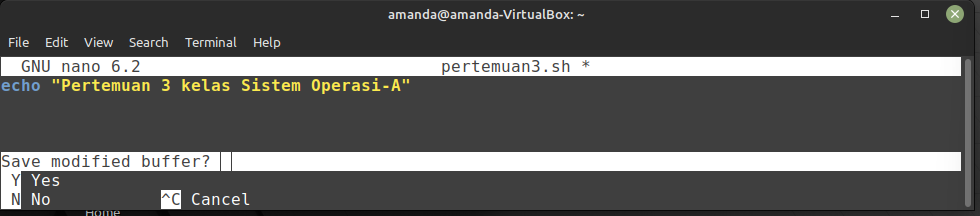 amanda@amanda-VirtualBox: ~
File Edit View Search Terminal Help
GNU nano 6.2 pertemuan3.sh *
echo "Pertemuan 3 kelas Sistem Operasi-A"
Save modified buffer?
Y Yes
N No ^C Cancel
Home